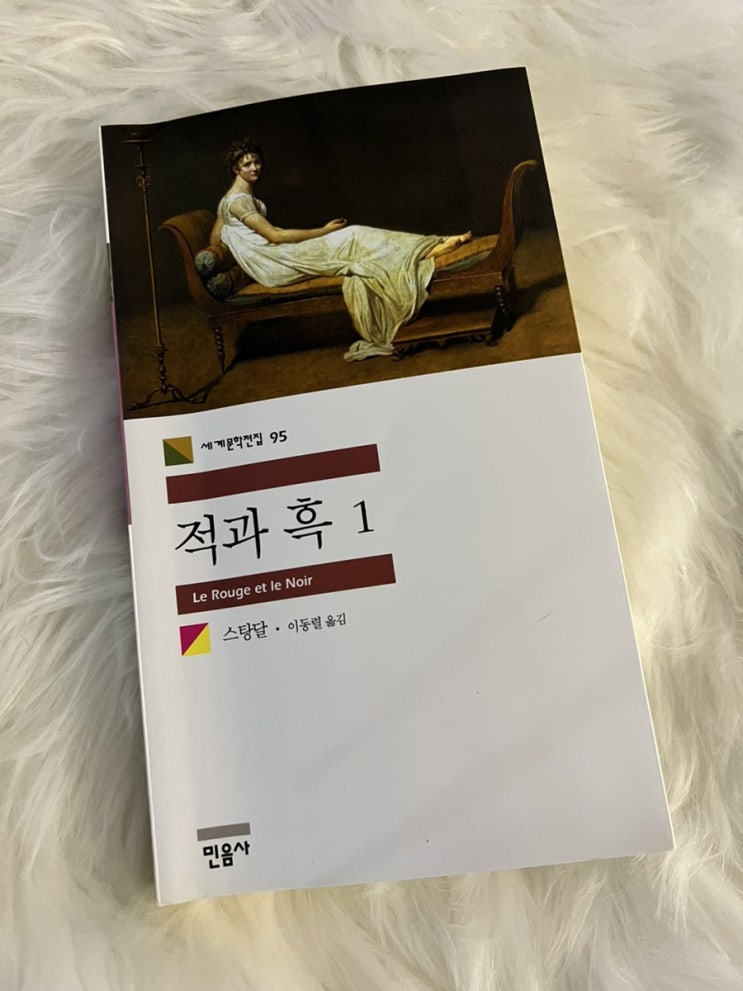 세계문학전집 95
적과 흑 1
Le Rouge et le Noir
스탕달 · 이동렬 옮김
민음사